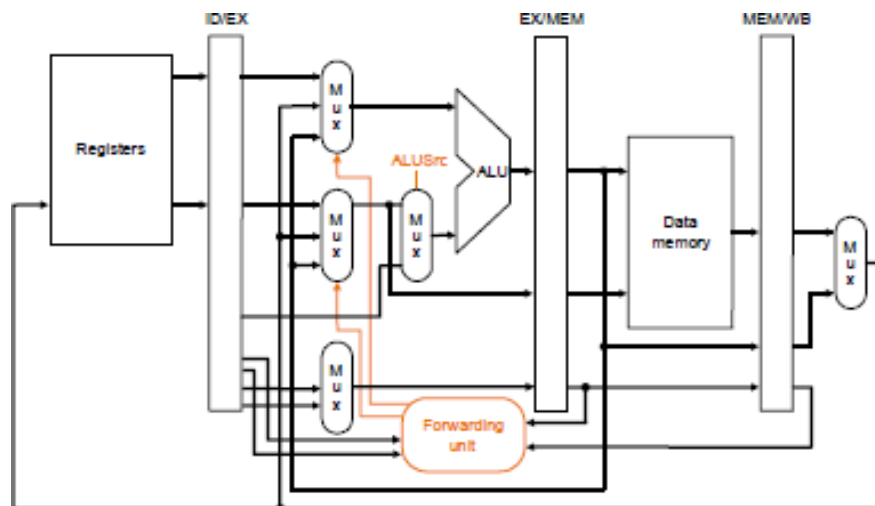 ID/EX
EX/MEM
MEM/WB
M
u
x
Registers
ALUSrc
ALU
M
u
x
M
u
x
Data
memory
M
u
x
M
u
x
Forwarding
unit